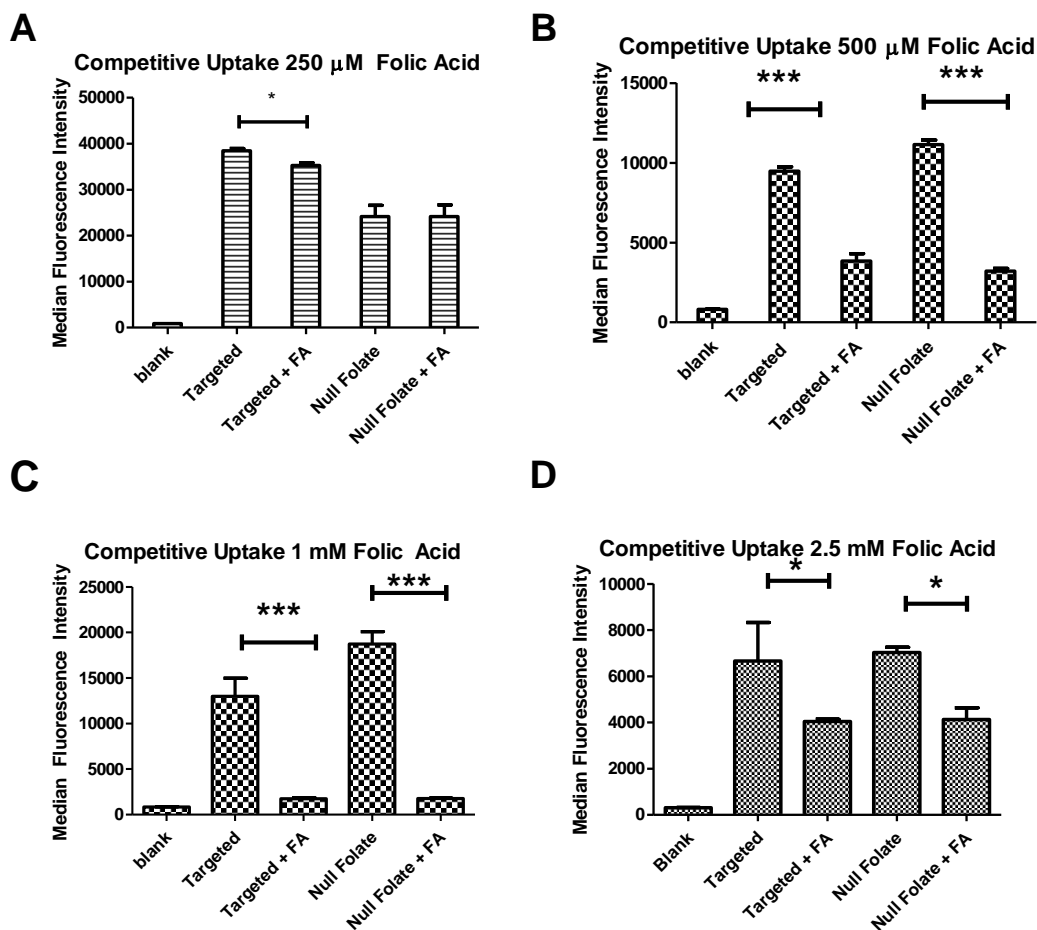 A
Competitive Uptake 250 μM Folic Acid
Median Fluorescence Intensity
50000
40000
30000
20000
10000
0
*
blank
Targeted
Targeted + FA
Null Folate
Null Folate + FA
B
Competitive Uptake 500 μM Folic Acid
Median Fluorescence Intensity
15000
10000
5000
0
***
***
blank
Targeted
Targeted + FA
Null Folate
Null Folate + FA
C
Competitive Uptake 1 mM Folic Acid
Median Fluorescence Intensity
25000
20000
15000
10000
5000
0
***
***
blank
Targeted
Targeted + FA
Null Folate
Null Folate + FA
D
Competitive Uptake 2.5 mM Folic Acid
Median Fluorescence Intensity
10000
8000
6000
4000
2000
0
*
*
Blank
Targeted
Targeted + FA
Null Folate
Null Folate + FA